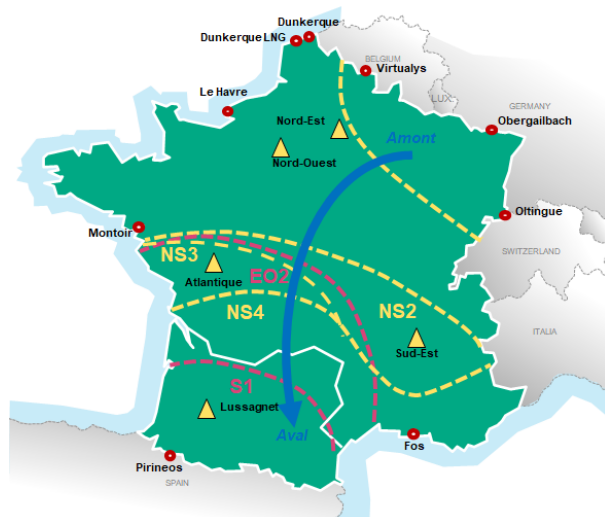 Dunkerque
Dunkerque LNG
BELGIUM
Virtualys
Le Havre
LUX
GERMANY
Obergailbach
Nord-Est
Amont
Nord-Ouest
Oltingue
Montoir
SWITZERLAND
NS3
EO2
Atlantique
NS4
NS2
ITALIA
Sud-Est
S1
Lussagnet
Aval
Fos
Pirineos
SPAIN